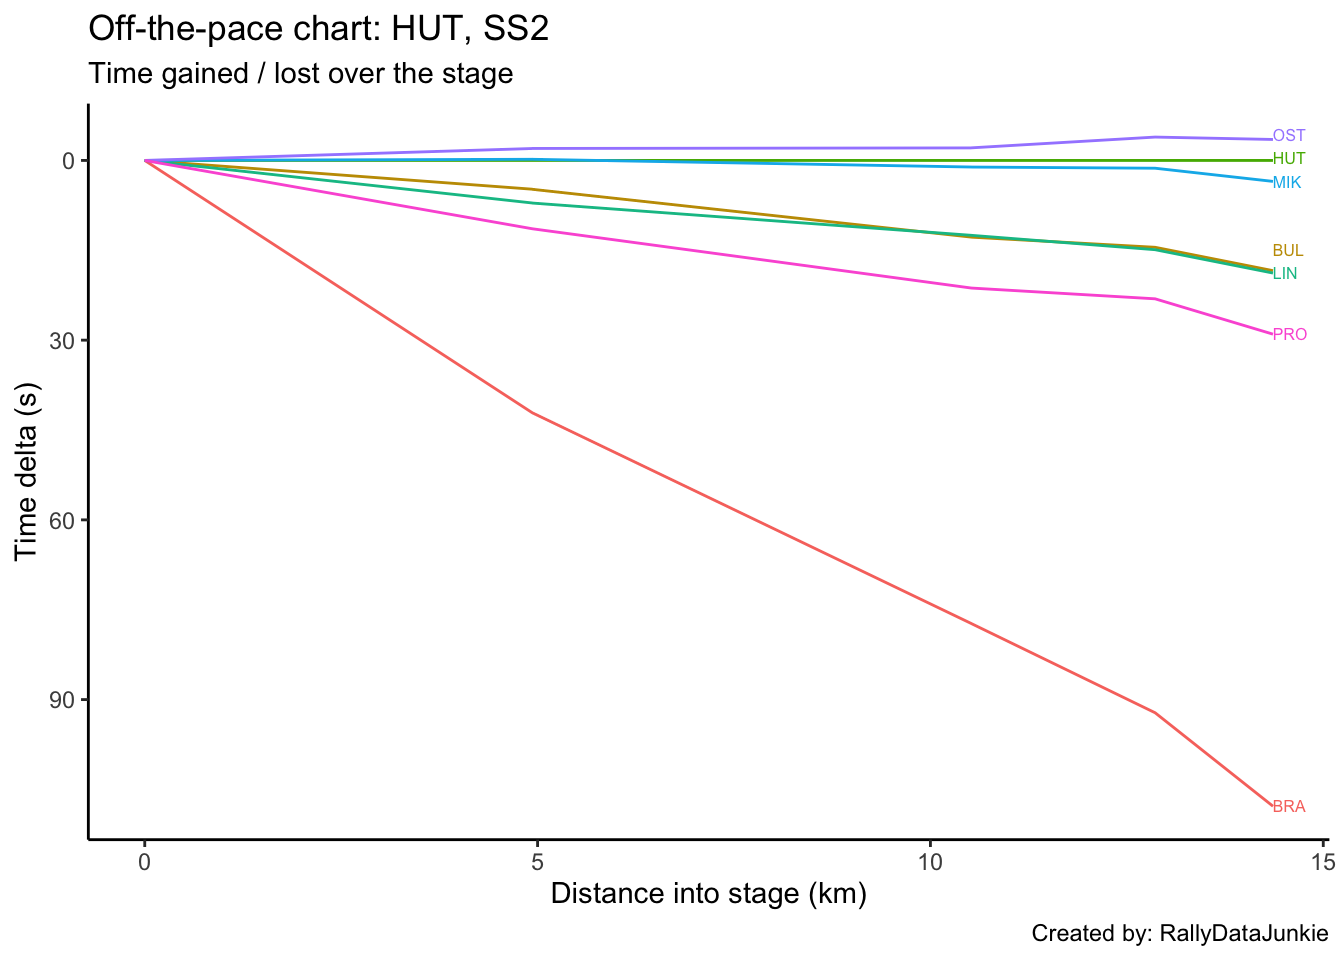 Off-the-pace chart: HUT, SS2
Time gained / lost over the stage
Time delta (s)
0
30
60
90
OST
HUT
MIK
BUL
LIN
PRO
BRA
0 5 10 15
Distance into stage (km)
Created by: RallyDataJunkie